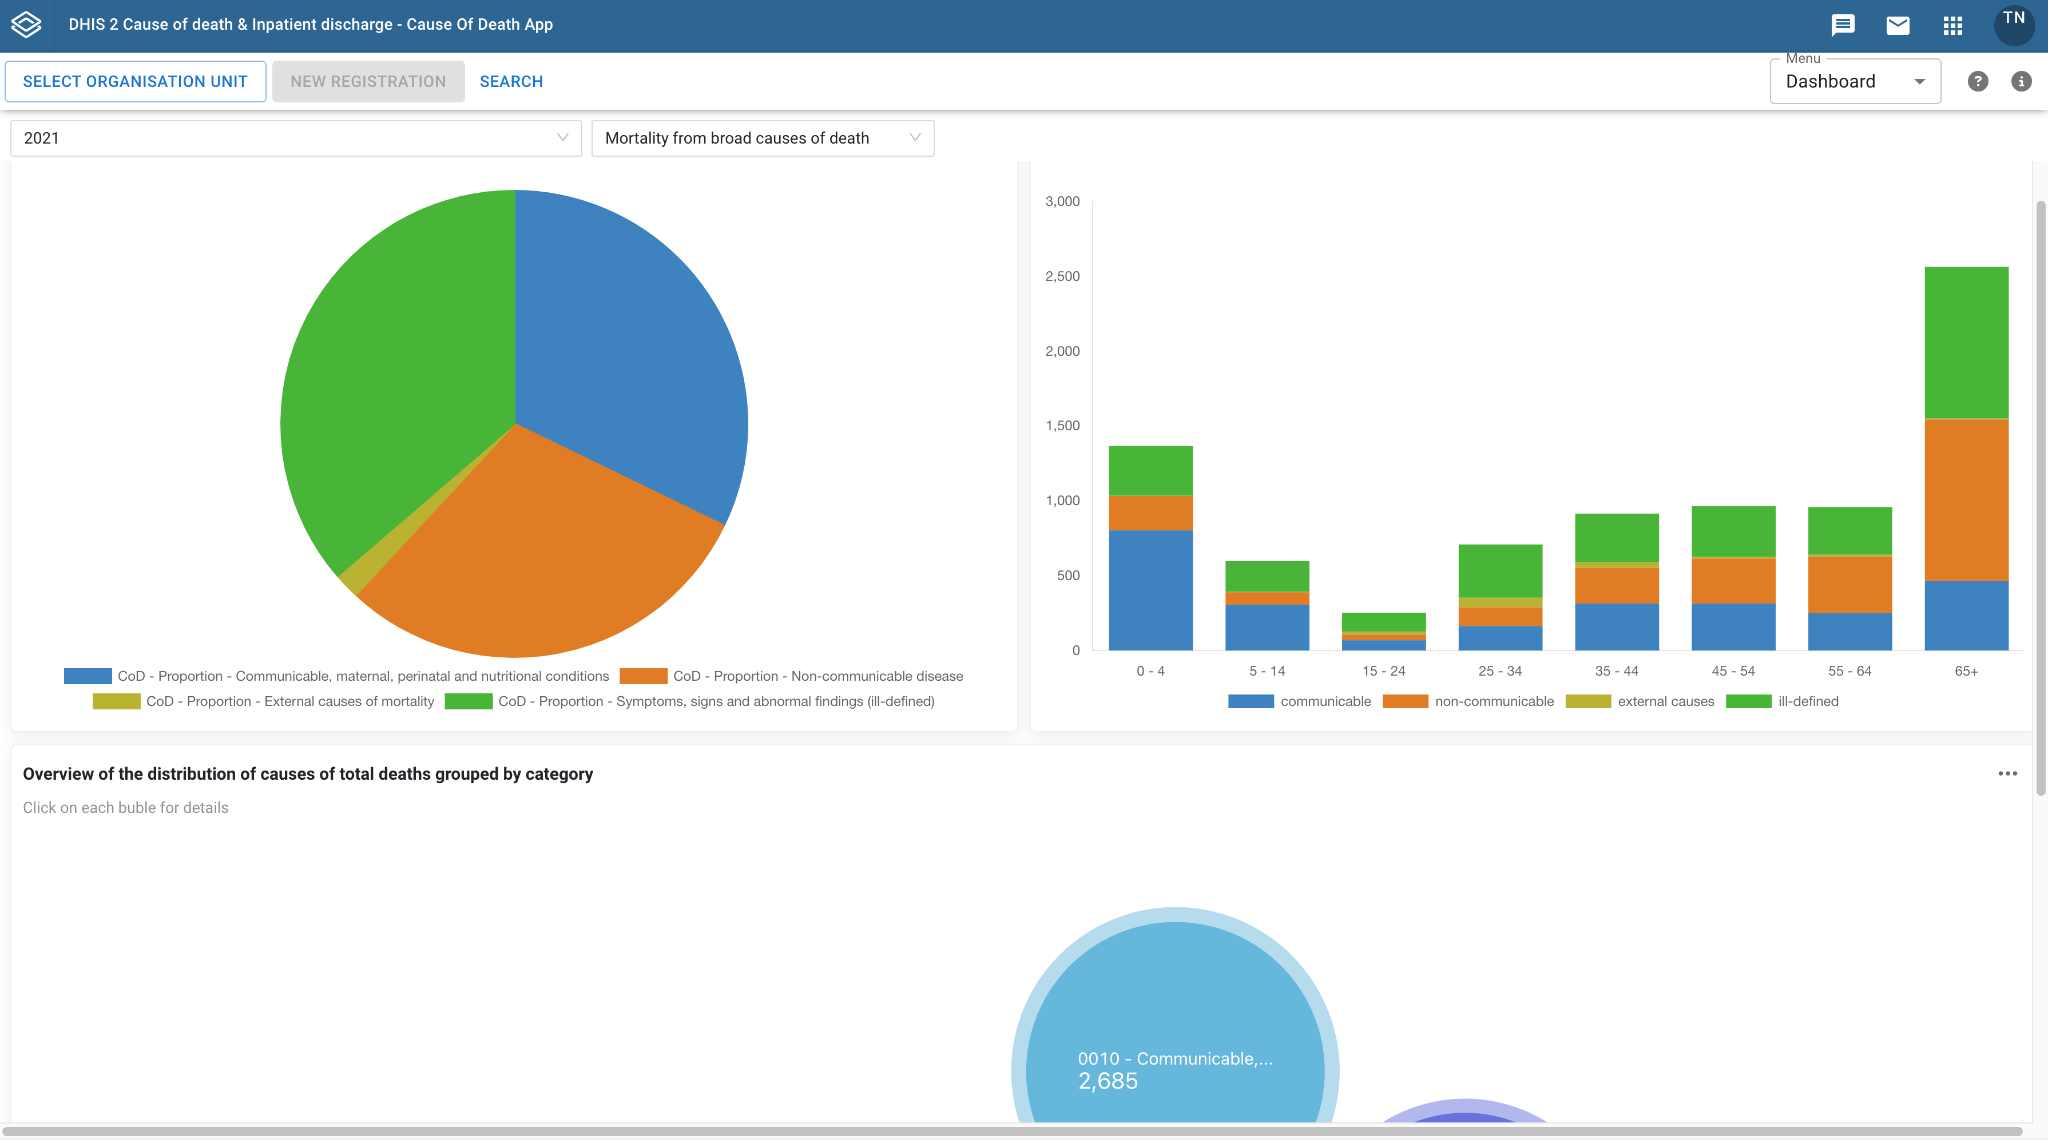 DHIS 2 Cause of death & Inpatient discharge - Cause Of Death App
TN
SELECT ORGANISATION UNIT
NEW REGISTRATION
SEARCH
Menu
Dashboard
2021
Mortality from broad causes of death
CoD - Proportion - Communicable, maternal, perinatal and nutritional conditions
CoD - Proportion - Non-communicable disease
CoD - Proportion - External causes of mortality
CoD - Proportion - Symptoms, signs and abnormal findings (ill-defined)
3,000
2,500
2,000
1,500
1,000
500
0
0 - 4
5 - 14
15 - 24
25 - 34
35 - 44
45 - 54
55 - 64
65+
communicable
non-communicable
external causes
ill-defined
Overview of the distribution of causes of total deaths grouped by category
Click on each buble for details
0010 - Communicable,...
2,685